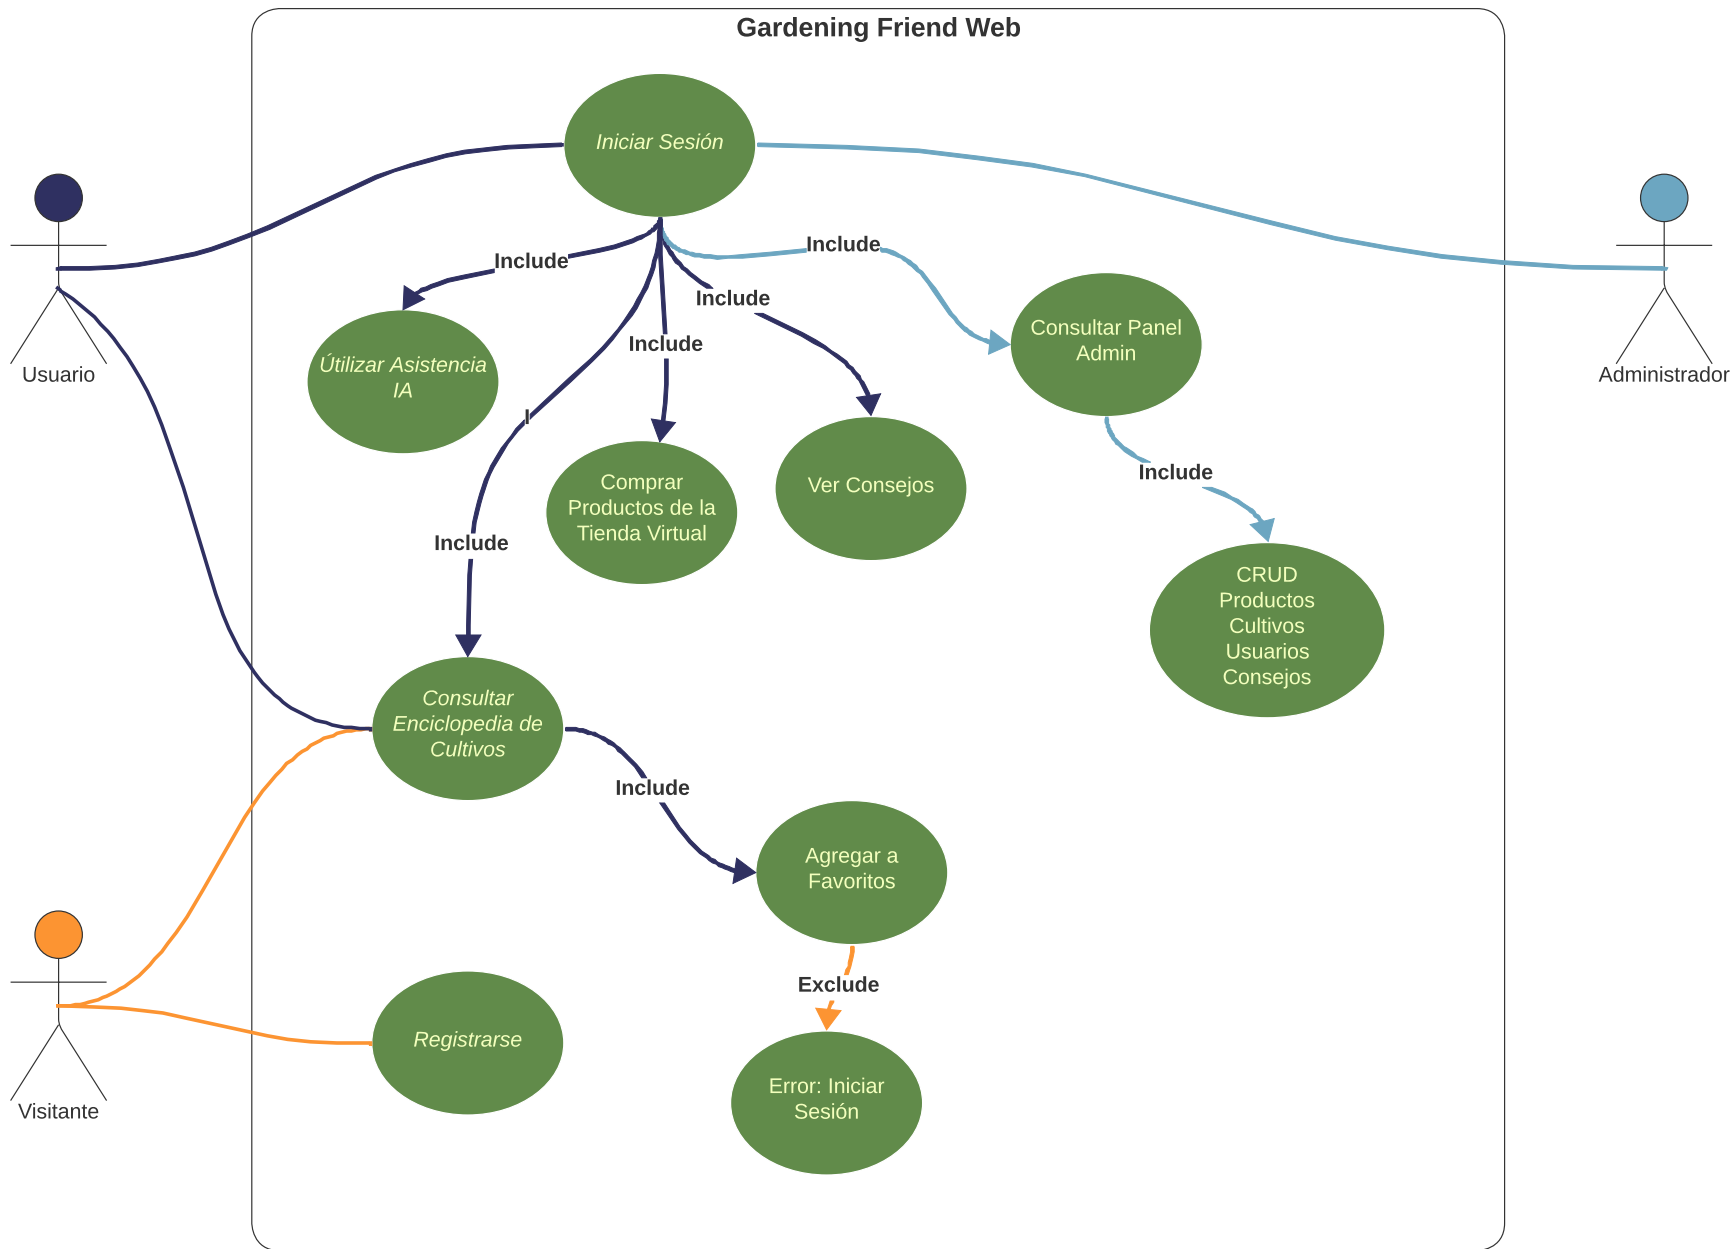 Gardening Friend Web
Iniciar Sesión
Include
Include
Include
Include
Usuario
Administrador
Consultar Panel
Admin
Útilizar Asistencia
IA
I
Comprar
Productos de la
Tienda Virtual
Ver Consejos
Include
Include
CRUD
Productos
Cultivos
Usuarios
Consejos
Consultar
Enciclopedia de
Cultivos
Include
Agregar a
Favoritos
Exclude
Registrarse
Error: Iniciar
Sesión
Visitante